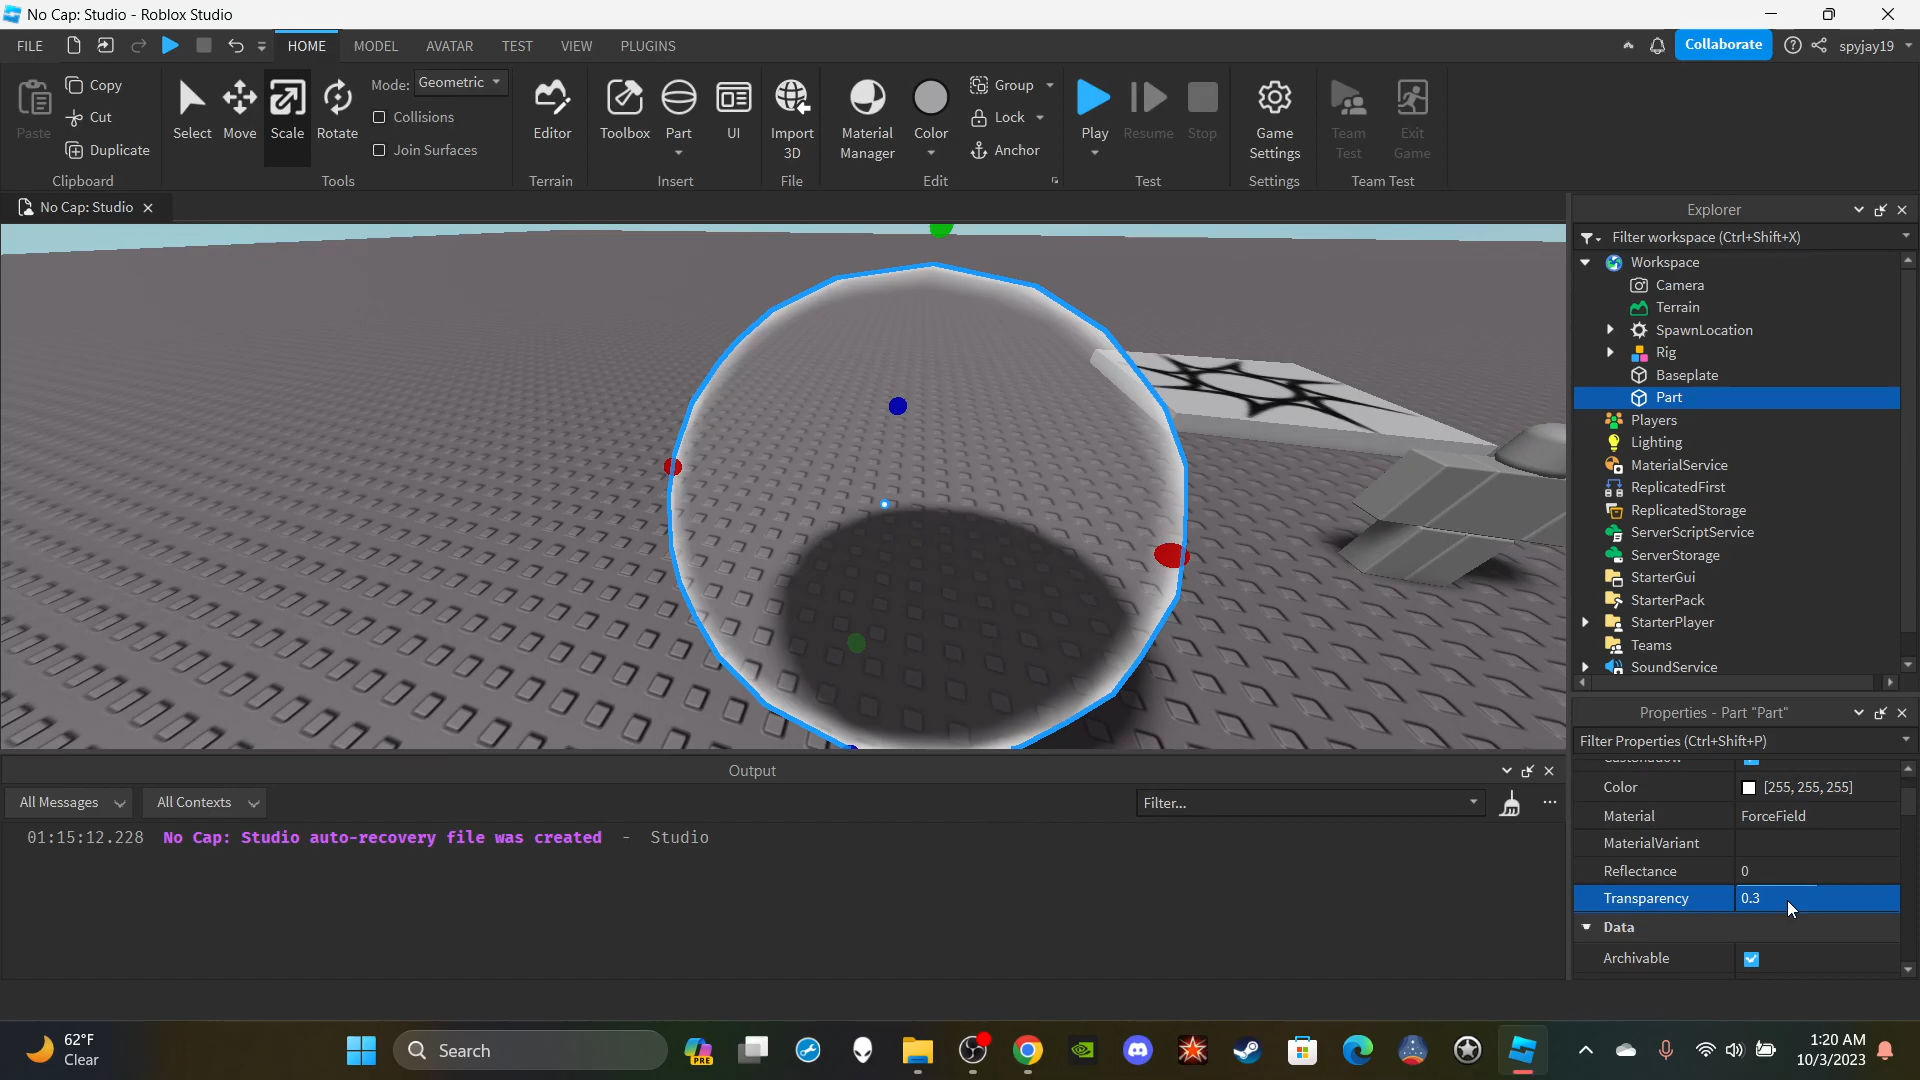 No Cap: Studio - Roblox Studio
FILE HOME MODEL AVATAR TEST VIEW PLUGINS Collaborate spyjay19
Paste Copy Cut Duplicate Clipboard
Select Move Scale Rotate Mode: Geometric Collisions Join Surfaces Tools
Editor Terrain
Toolbox Part UI Insert
Import 3D File
Material Manager Color Group Lock Anchor Edit
Play Resume Stop Test
Game Settings Settings
Team Test Exit Game Team Test
No Cap: Studio
Explorer
Filter workspace (Ctrl+Shift+X)
Workspace
Camera
Terrain
SpawnLocation
Rig
Baseplate
Part
Players
Lighting
MaterialService
ReplicatedFirst
ReplicatedStorage
ServerScriptService
ServerStorage
StarterGui
StarterPack
StarterPlayer
Teams
SoundService
Properties - Part "Part"
Filter Properties (Ctrl+Shift+P)
Color [255, 255, 255]
Material ForceField
MaterialVariant
Reflectance 0
Transparency 0.3
Data
Archivable
Output
All Messages All Contexts Filter...
01:15:12.228 No Cap: Studio auto-recovery file was created - Studio
62°F
Clear
Search
PRE
1:20 AM
10/3/2023